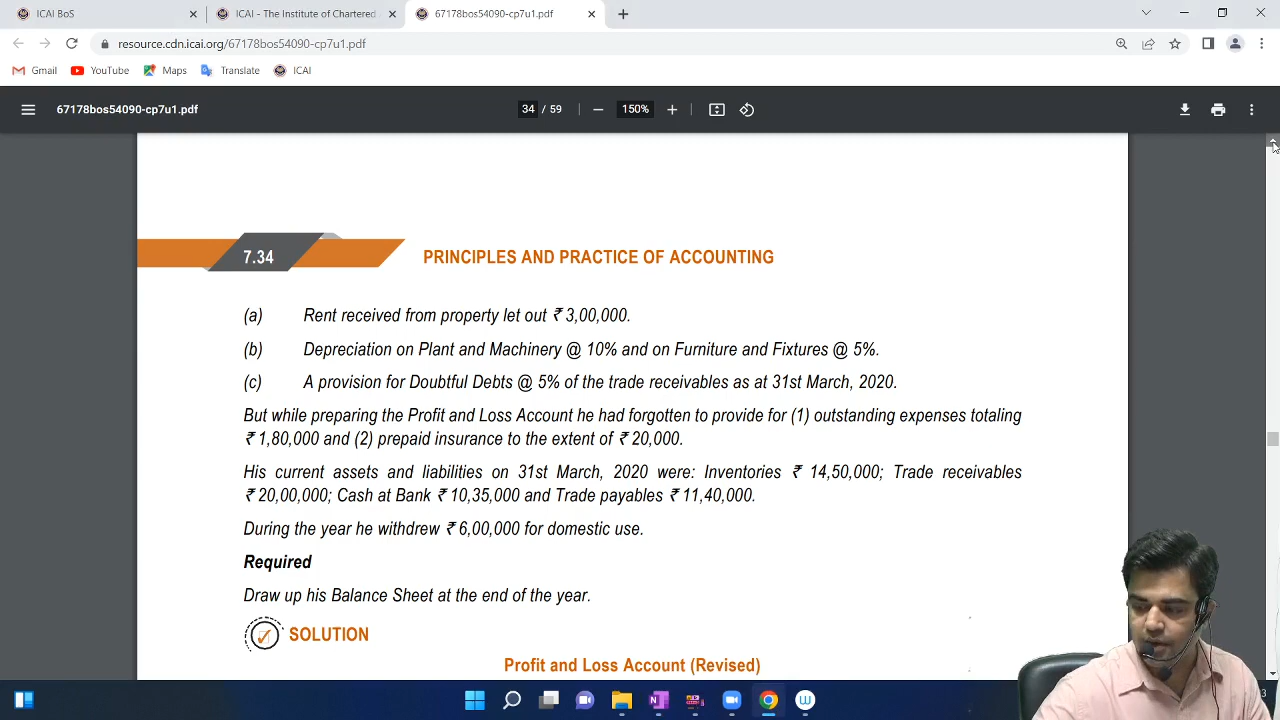 ICAI BoS
ICAI - The Institute of Chartered
67178bos54090-cp7u1.pdf
resource.cdn.icai.org/67178bos54090-cp7u1.pdf
Gmail
YouTube
Maps
Translate
ICAI
67178bos54090-cp7u1.pdf
34 / 59
150%
7.34
PRINCIPLES AND PRACTICE OF ACCOUNTING
(a) Rent received from property let out ₹ 3,00,000.
(b) Depreciation on Plant and Machinery @ 10% and on Furniture and Fixtures @ 5%.
(c) A provision for Doubtful Debts @ 5% of the trade receivables as at 31st March, 2020.
But while preparing the Profit and Loss Account he had forgotten to provide for (1) outstanding expenses totaling
₹ 1,80,000 and (2) prepaid insurance to the extent of ₹ 20,000.
His current assets and liabilities on 31st March, 2020 were: Inventories ₹ 14,50,000; Trade receivables
₹ 20,00,000; Cash at Bank ₹ 10,35,000 and Trade payables ₹ 11,40,000.
During the year he withdrew ₹ 6,00,000 for domestic use.
Required
Draw up his Balance Sheet at the end of the year.
SOLUTION
Profit and Loss Account (Revised)